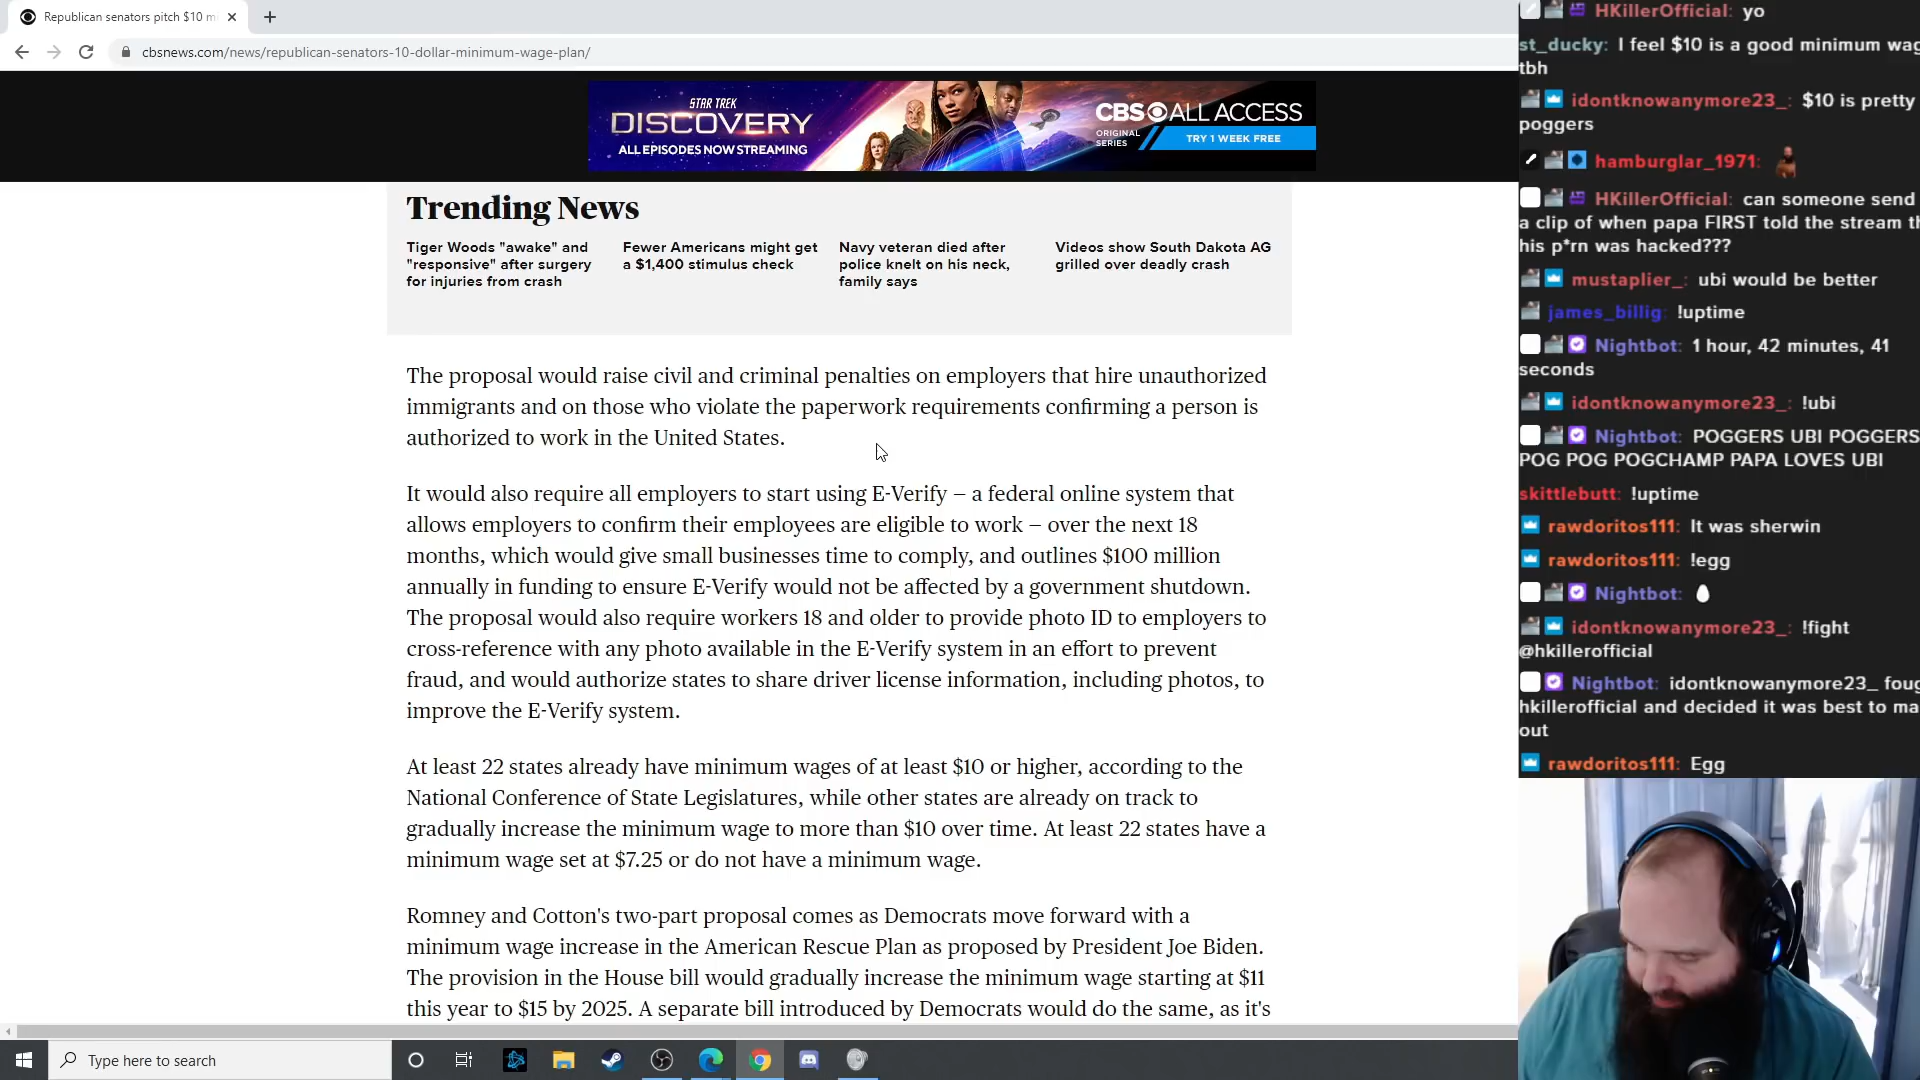 Republican senators pitch $10 m
cbsnews.com/news/republican-senators-10-dollar-minimum-wage-plan/
STAR TREK
DISCOVERY
ALL EPISODES NOW STREAMING
CBS ALL ACCESS
ORIGINAL
SERIES
TRY 1 WEEK FREE
Trending News
Tiger Woods "awake" and
"responsive" after surgery
for injuries from crash
Fewer Americans might get
a $1,400 stimulus check
Navy veteran died after
police knelt on his neck,
family says
Videos show South Dakota AG
grilled over deadly crash
The proposal would raise civil and criminal penalties on employers that hire unauthorized
immigrants and on those who violate the paperwork requirements confirming a person is
authorized to work in the United States.
It would also require all employers to start using E-Verify — a federal online system that
allows employers to confirm their employees are eligible to work — over the next 18
months, which would give small businesses time to comply, and outlines $100 million
annually in funding to ensure E-Verify would not be affected by a government shutdown.
The proposal would also require workers 18 and older to provide photo ID to employers to
cross-reference with any photo available in the E-Verify system in an effort to prevent
fraud, and would authorize states to share driver license information, including photos, to
improve the E-Verify system.
At least 22 states already have minimum wages of at least $10 or higher, according to the
National Conference of State Legislatures, while other states are already on track to
gradually increase the minimum wage to more than $10 over time. At least 22 states have a
minimum wage set at $7.25 or do not have a minimum wage.
Romney and Cotton's two-part proposal comes as Democrats move forward with a
minimum wage increase in the American Rescue Plan as proposed by President Joe Biden.
The provision in the House bill would gradually increase the minimum wage starting at $11
this year to $15 by 2025. A separate bill introduced by Democrats would do the same, as it's
Type here to search
HKillerOfficial: yo
st_ducky: I feel $10 is a good minimum wag
tbh
idontknowanymore23_: $10 is pretty
poggers
hamburglar_1971:
HKillerOfficial: can someone send
a clip of when papa FIRST told the stream th
his p*rn was hacked???
mustaplier_: ubi would be better
james_billig: !uptime
Nightbot: 1 hour, 42 minutes, 41
seconds
idontknowanymore23_: !ubi
Nightbot: POGGERS UBI POGGERS
POG POG POGCHAMP PAPA LOVES UBI
skittlebutt: !uptime
rawdoritos111: It was sherwin
rawdoritos111: !egg
Nightbot:
idontknowanymore23_: !fight
@hkillerofficial
Nightbot: idontknowanymore23_ foug
hkillerofficial and decided it was best to ma
out
rawdoritos111: Egg